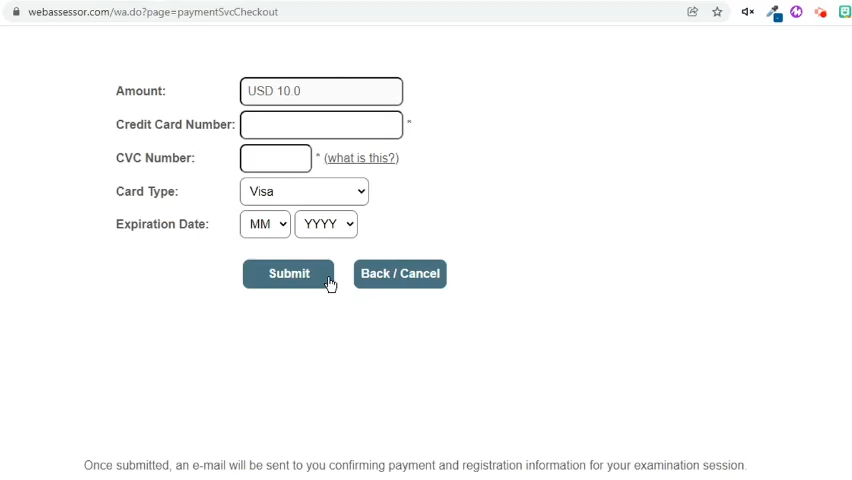 webassessor.com/wa.do?page=paymentSvcCheckout
Amount: USD 10.0
Credit Card Number: *
CVC Number: * (what is this?)
Card Type: Visa
Expiration Date: MM YYYY
Submit Back / Cancel
Once submitted, an e-mail will be sent to you confirming payment and registration information for your examination session.